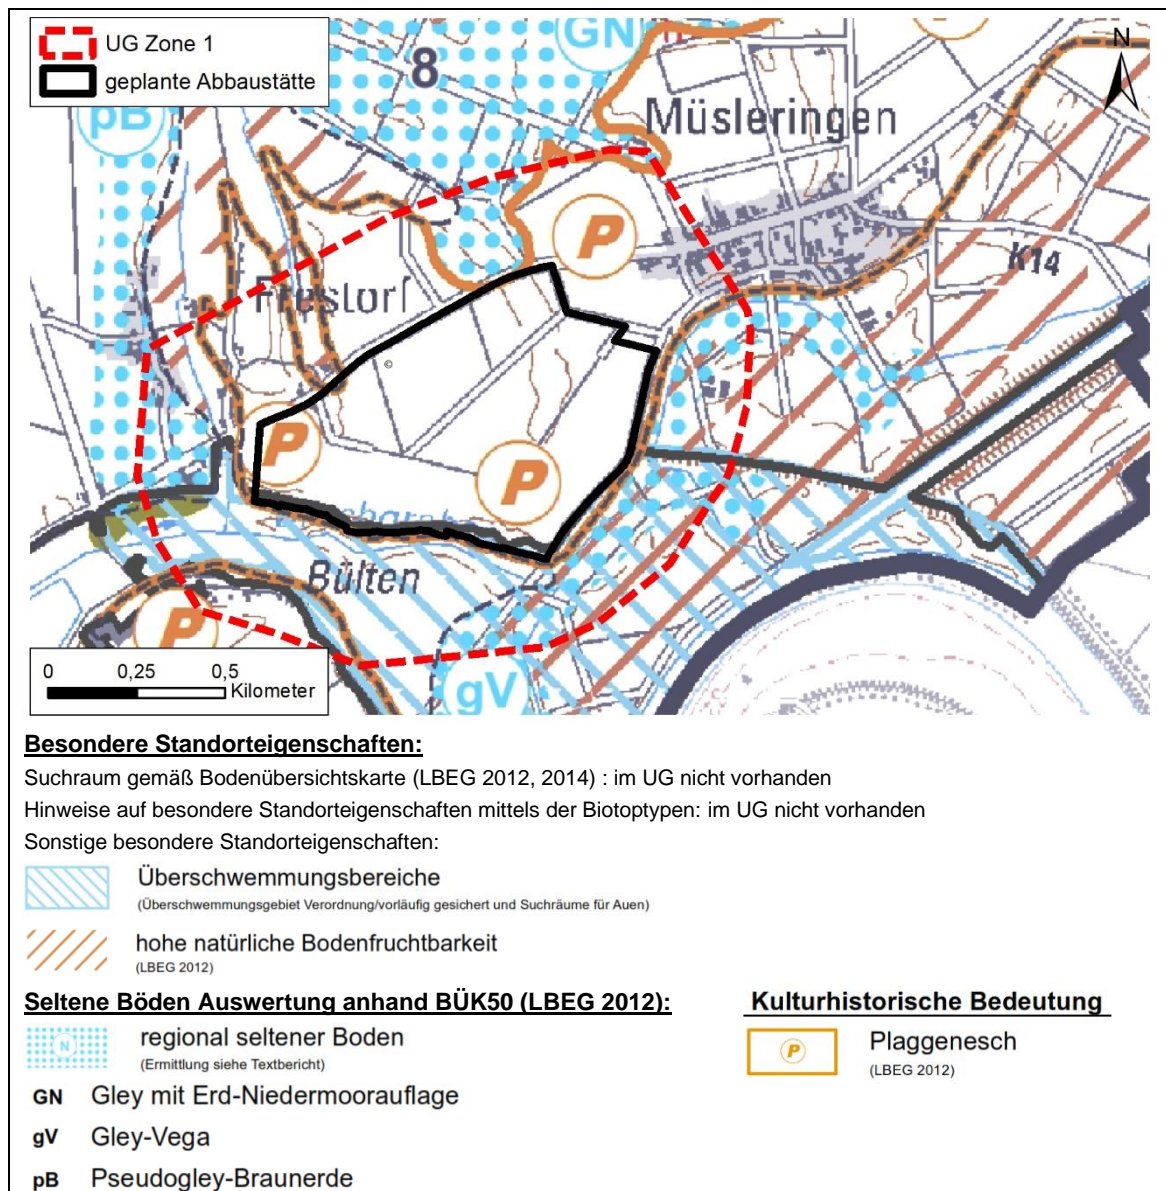 UG Zone 1
geplante Abbaustätte
GN
N
8
pB
Müsleringen
P
K14
Frestorf
P
P
Bülten
P
gV
0 0,25 0,5
Kilometer
Besondere Standorteigenschaften:
Suchraum gemäß Bodenübersichtskarte (LBEG 2012, 2014) : im UG nicht vorhanden
Hinweise auf besondere Standorteigenschaften mittels der Biotoptypen: im UG nicht vorhanden
Sonstige besondere Standorteigenschaften:
Überschwemmungsbereiche
(Überschwemmungsgebiet Verordnung/vorläufig gesichert und Suchräume für Auen)
hohe natürliche Bodenfruchtbarkeit
(LBEG 2012)
Seltene Böden Auswertung anhand BÜK50 (LBEG 2012):
Kulturhistorische Bedeutung
N
regional seltener Boden
(Ermittlung siehe Textbericht)
P
Plaggenesch
(LBEG 2012)
GN Gley mit Erd-Niedermoorauflage
gV Gley-Vega
pB Pseudogley-Braunerde